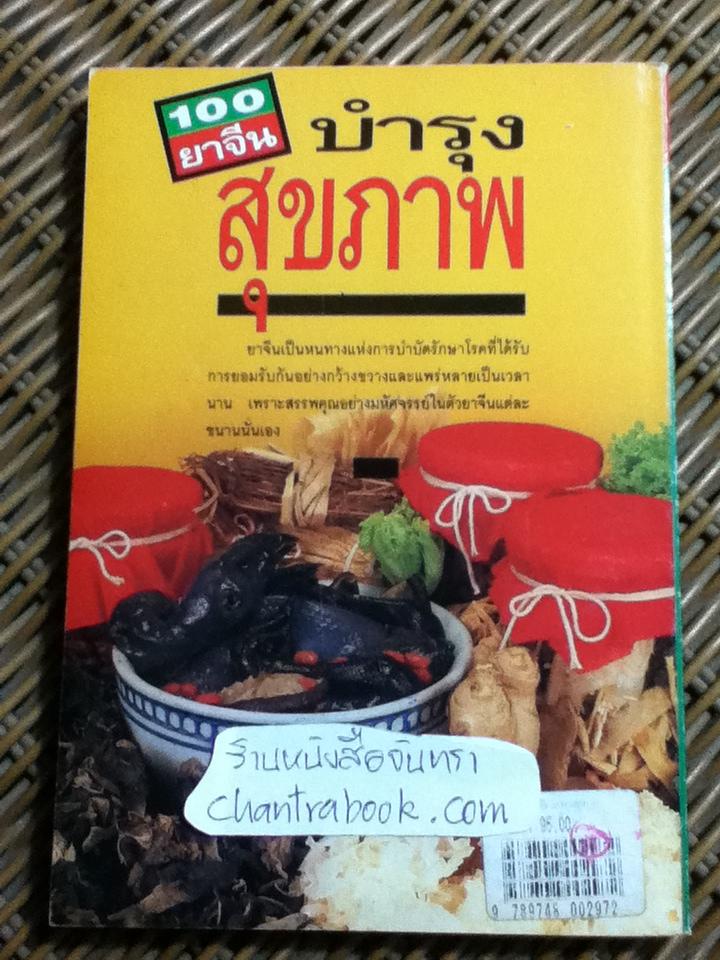 100
ยาจีน
บำรุง
สุขภาพ
ยาจีนเป็นหนทางแห่งการบำบัดรักษาโรคที่ได้รับ
การยอมรับกันอย่างกว้างขวางและแพร่หลายเป็นเวลา
นาน เพราะสรรพคุณอย่างมหัศจรรย์ในตัวยาจีนแต่ละ
ขนานนั่นเอง
ร้านหนังสือจันทรา
chantrabook.com
95.00
9 789748 002972